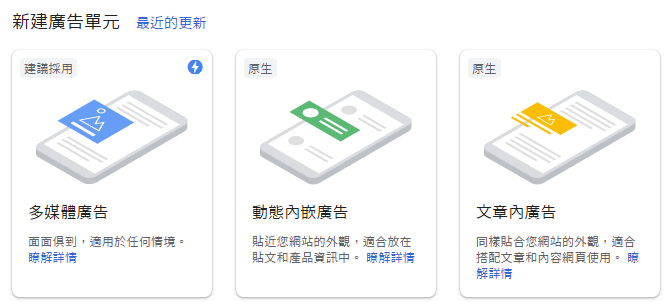 新建廣告單元 最近的更新
建議採用
原生
原生
多媒體廣告
面面俱到，適用於任何情境。
瞭解詳情
動態內嵌廣告
貼近您網站的外觀，適合放在
貼文和產品資訊中。 瞭解詳情
文章內廣告
同樣貼合您網站的外觀，適合
搭配文章和內容網頁使用。 瞭
解詳情